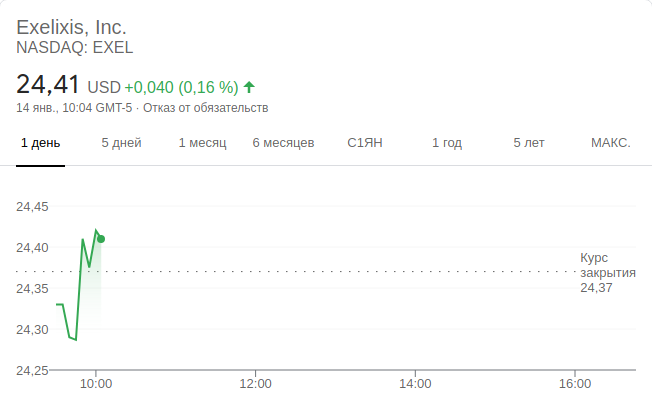 Exelixis, Inc.
NASDAQ: EXEL
24,41 USD +0,040 (0,16 %)
14 янв., 10:04 GMT-5 · Отказ от обязательств
1 день 5 дней 1 месяц 6 месяцев С1ЯН 1 год 5 лет МАКС.
24,45
24,40
24,35
24,30
24,25
Курс
закрытия
24,37
10:00 12:00 14:00 16:00